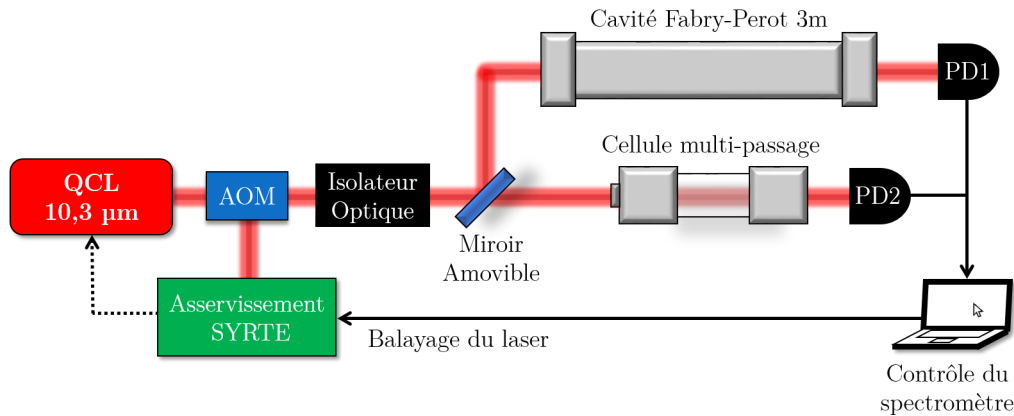 Cavité Fabry-Perot 3m
PD1
Cellule multi-passage
QCL
10,3 µm
AOM
Isolateur
Optique
PD2
Miroir
Amovible
Asservissement
SYRTE
Balayage du laser
Contrôle du
spectromètre